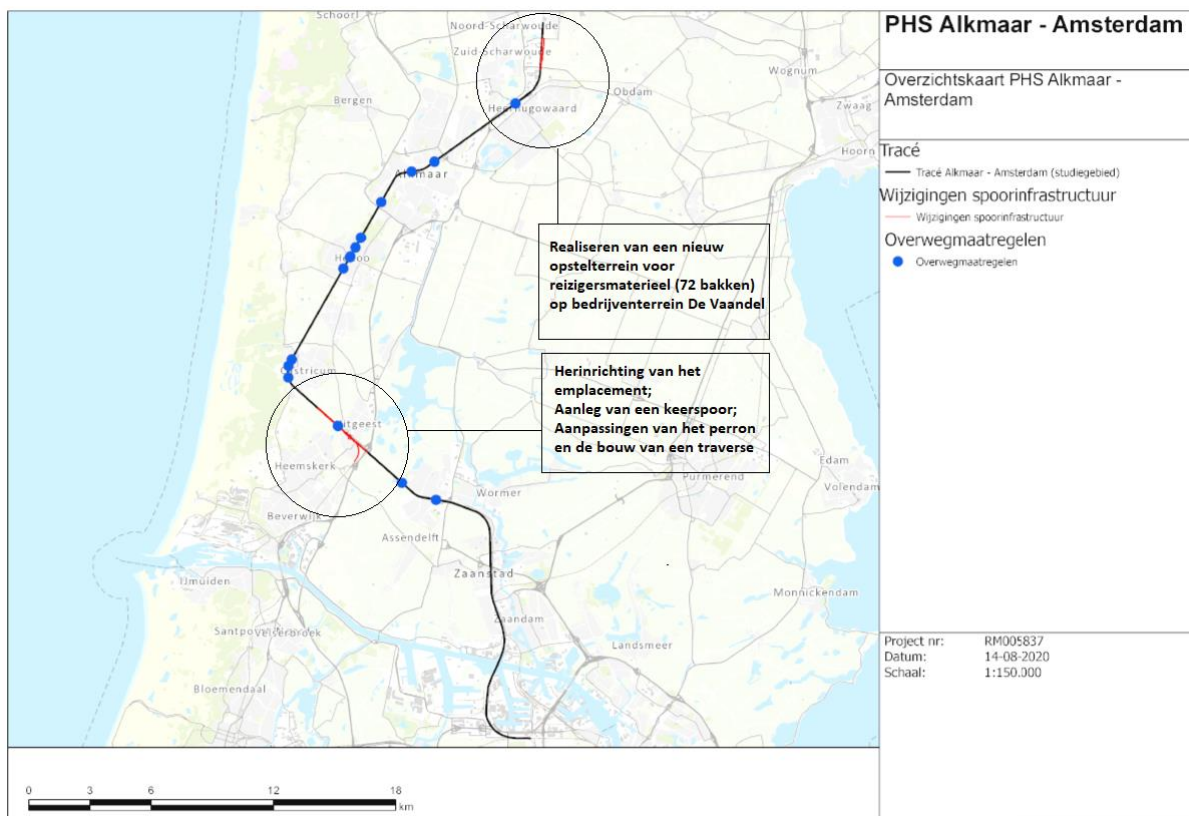 Schoorl
Noord-Scharwoude
Zuid-Scharwoude
Wognum
Bergen
Obdam
Zwaag
Hoorn
Alkmaar
Realiseren van een nieuw
opstelterrein voor
reizigersmaterieel (72 bakken)
op bedrijventerrein De Vaandel
Herinrichting van het
emplacement;
Aanleg van een keerspoor;
Aanpassingen van het perron
en de bouw van een traverse
Heemskerk
Edam
Purmerend
Volendam
Wormer
Beverwijk
Assendelft
Zaanstad
IJmuiden
Monnickendam
Zaandam
Landsmeer
Bloemendaal
0 3 6 12 18
km
PHS Alkmaar - Amsterdam
Overzichtskaart PHS Alkmaar -
Amsterdam
Tracé
Tracé Alkmaar - Amsterdam (studiegebied)
Wijzigingen spoorinfrastructuur
Wijzigingen spoorinfrastructuur
Overwegmaatregelen
Overwegmaatregelen
Project nr: RM005837
Datum: 14-08-2020
Schaal: 1:150.000